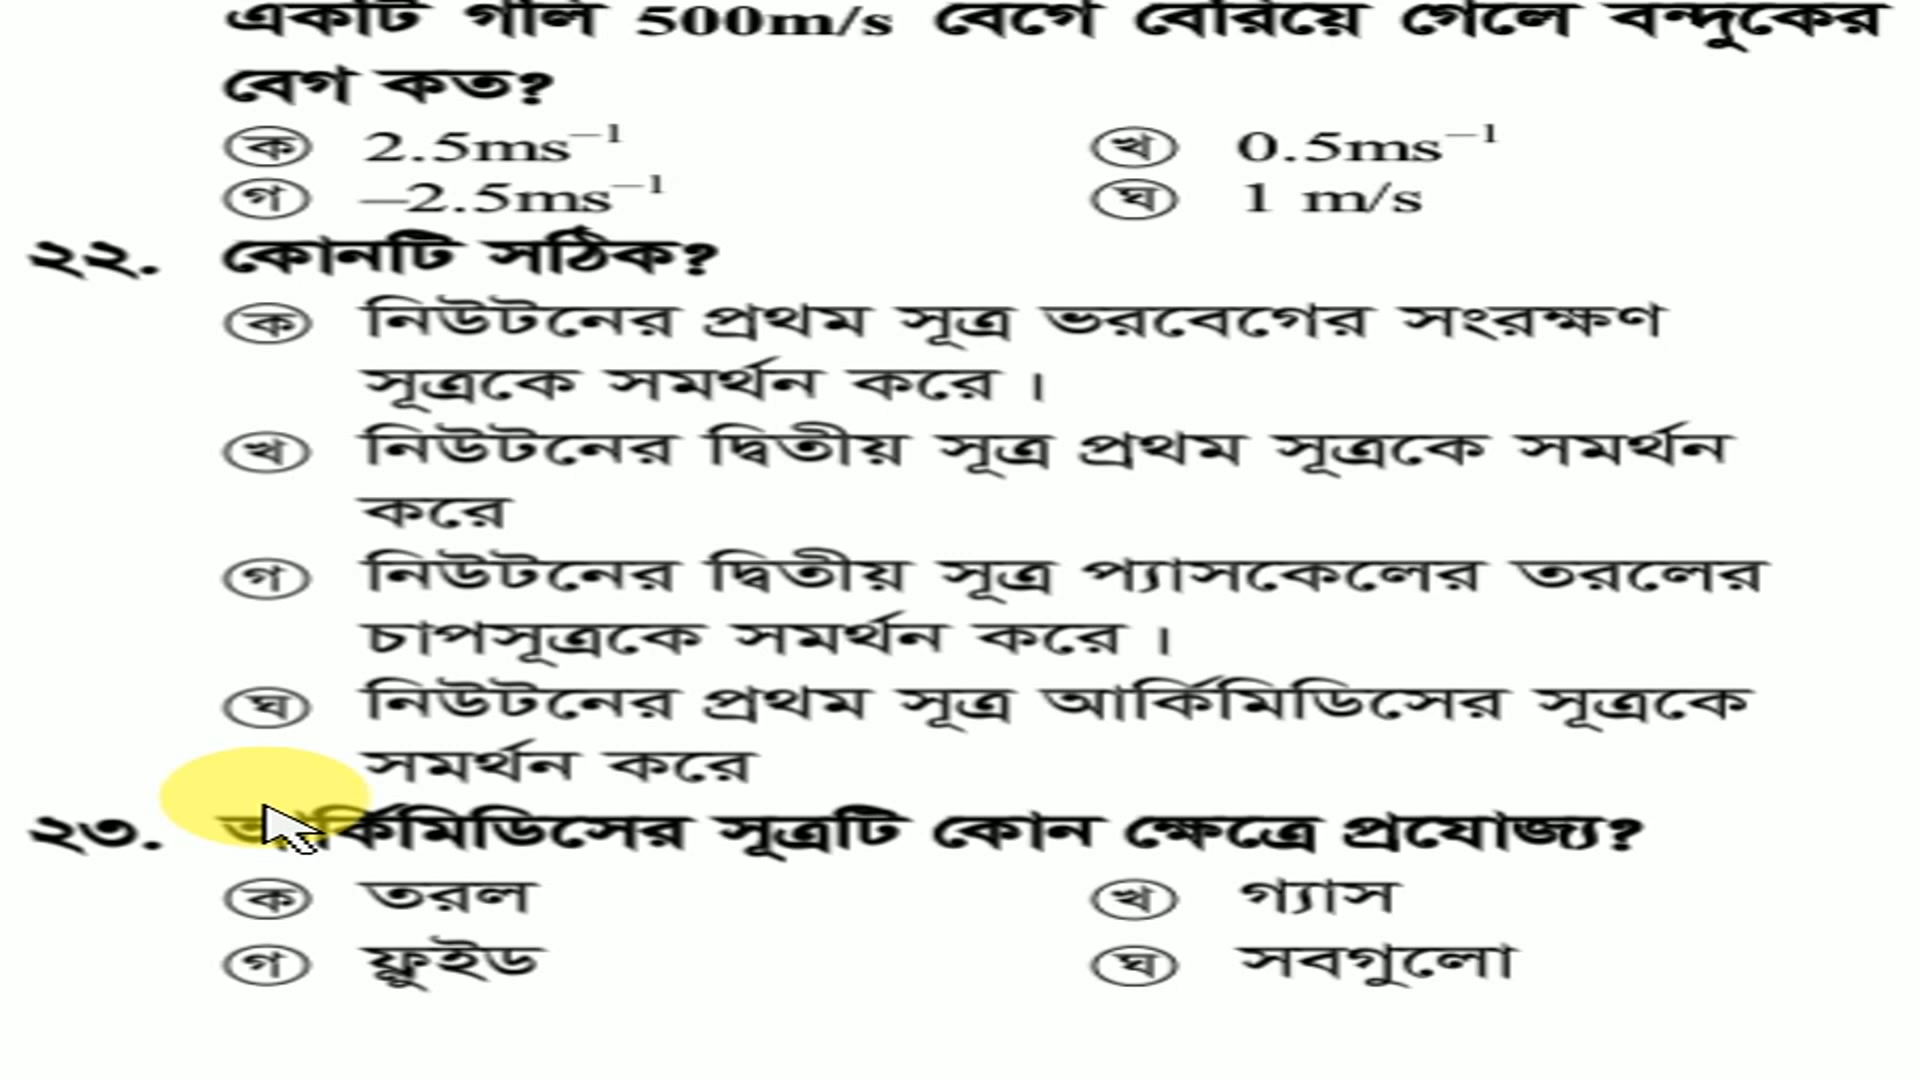 একটি গুলি 500m/s বেগে বেরিয়ে গেলে বন্দুকের
বেগ কত?
ক 2.5ms⁻¹ খ 0.5ms⁻¹
গ –2.5ms⁻¹ ঘ 1 m/s
২২. কোনটি সঠিক?
ক নিউটনের প্রথম সূত্র ভরবেগের সংরক্ষণ
সূত্রকে সমর্থন করে।
খ নিউটনের দ্বিতীয় সূত্র প্রথম সূত্রকে সমর্থন
করে
গ নিউটনের দ্বিতীয় সূত্র প্যাসকেলের তরলের
চাপসূত্রকে সমর্থন করে।
ঘ নিউটনের প্রথম সূত্র আর্কিমিডিসের সূত্রকে
সমর্থন করে
২৩. আর্কিমিডিসের সূত্রটি কোন ক্ষেত্রে প্রযোজ্য?
ক তরল খ গ্যাস
গ ফ্লুইড ঘ সবগুলো